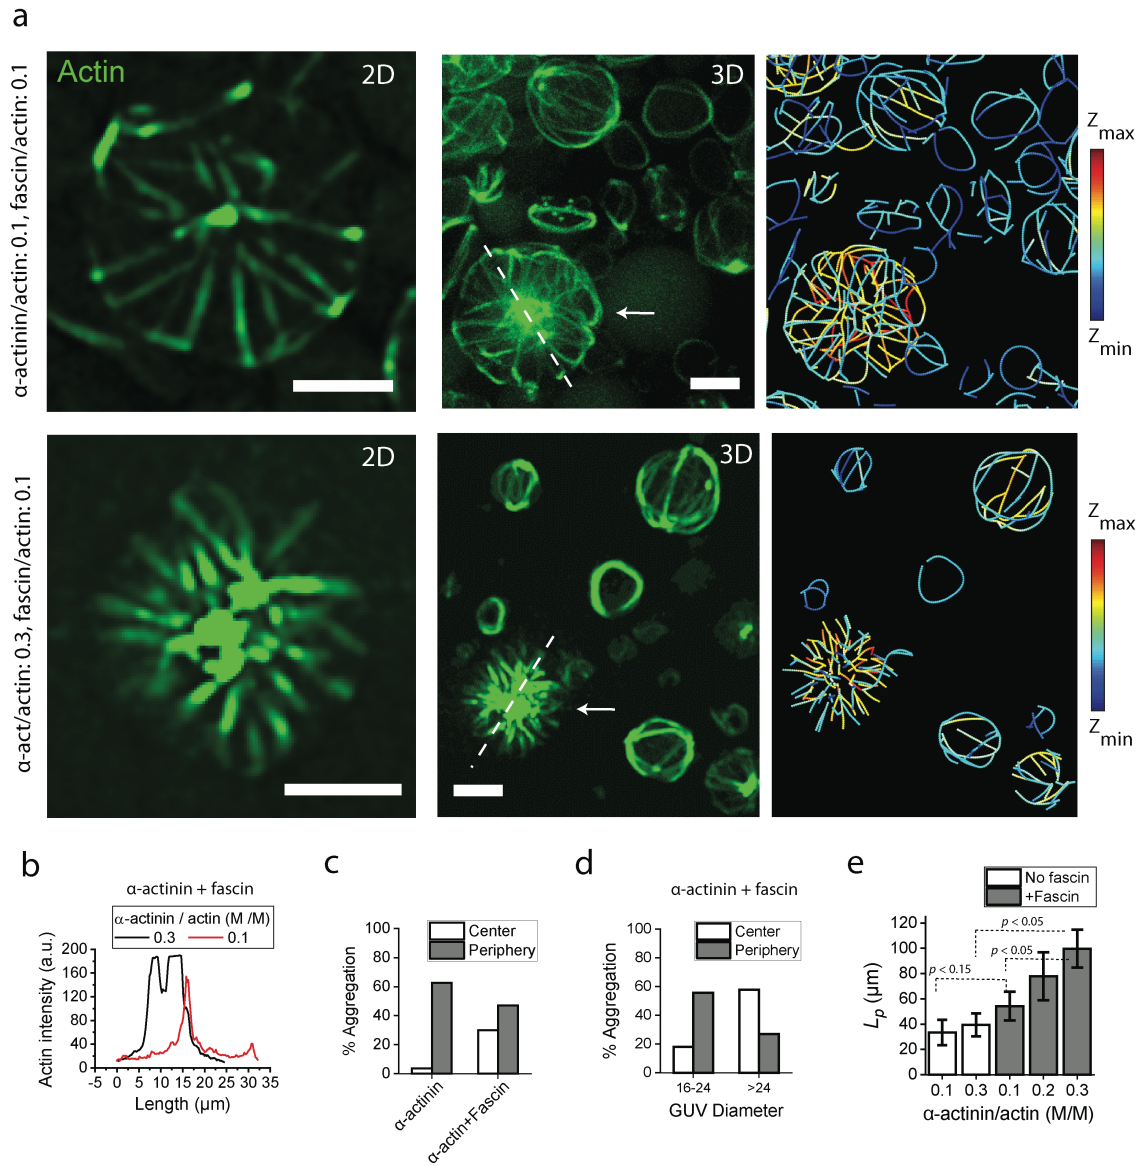 a
α-actinin/actin: 0.1, fascin/actin: 0.1
Actin
2D
3D
Zmax
Zmin
α-act/actin: 0.3, fascin/actin: 0.1
2D
3D
Zmax
Zmin
b
α-actinin + fascin
α-actinin / actin (M /M)
0.3 0.1
Actin intensity (a.u.)
200
160
120
80
40
0
-5 0 5 10 15 20 25 30 35
Length (µm)
c
Center
Periphery
% Aggregation
100
80
60
40
20
0
α-actinin
α-actin+Fascin
d
α-actinin + fascin
Center
Periphery
% Aggregation
100
80
60
40
20
0
16-24 >24
GUV Diameter
e
No fascin
+Fascin
Lp (µm)
120
100
80
60
40
20
0
p < 0.05
p < 0.05
p < 0.15
0.1 0.3 0.1 0.2 0.3
α-actinin/actin (M/M)